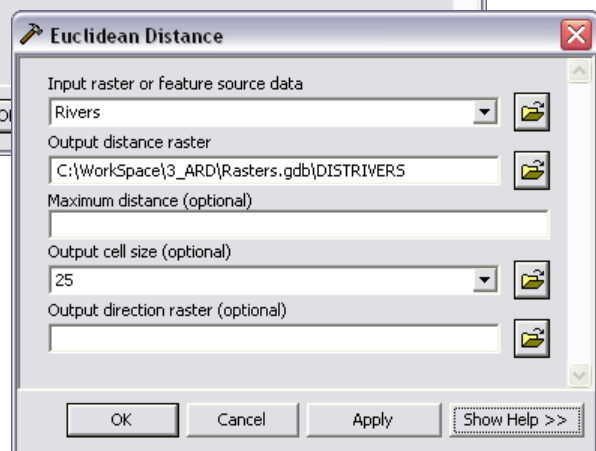 Euclidean Distance
Input raster or feature source data
Rivers
Output distance raster
C:\WorkSpace\3_ARD\Rasters.gdb\DISTRIVERS
Maximum distance (optional)
Output cell size (optional)
25
Output direction raster (optional)
OK Cancel Apply Show Help >>